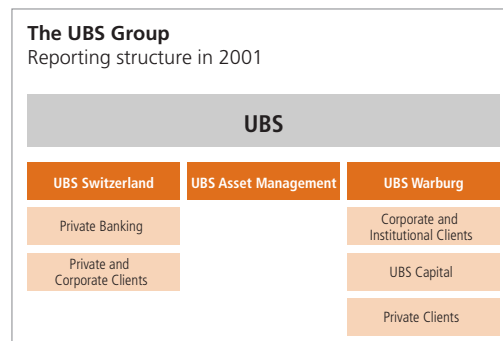 The UBS Group
Reporting structure in 2001
UBS
UBS Switzerland
UBS Asset Management
UBS Warburg
Private Banking
Private and
Corporate Clients
Corporate and
Institutional Clients
UBS Capital
Private Clients